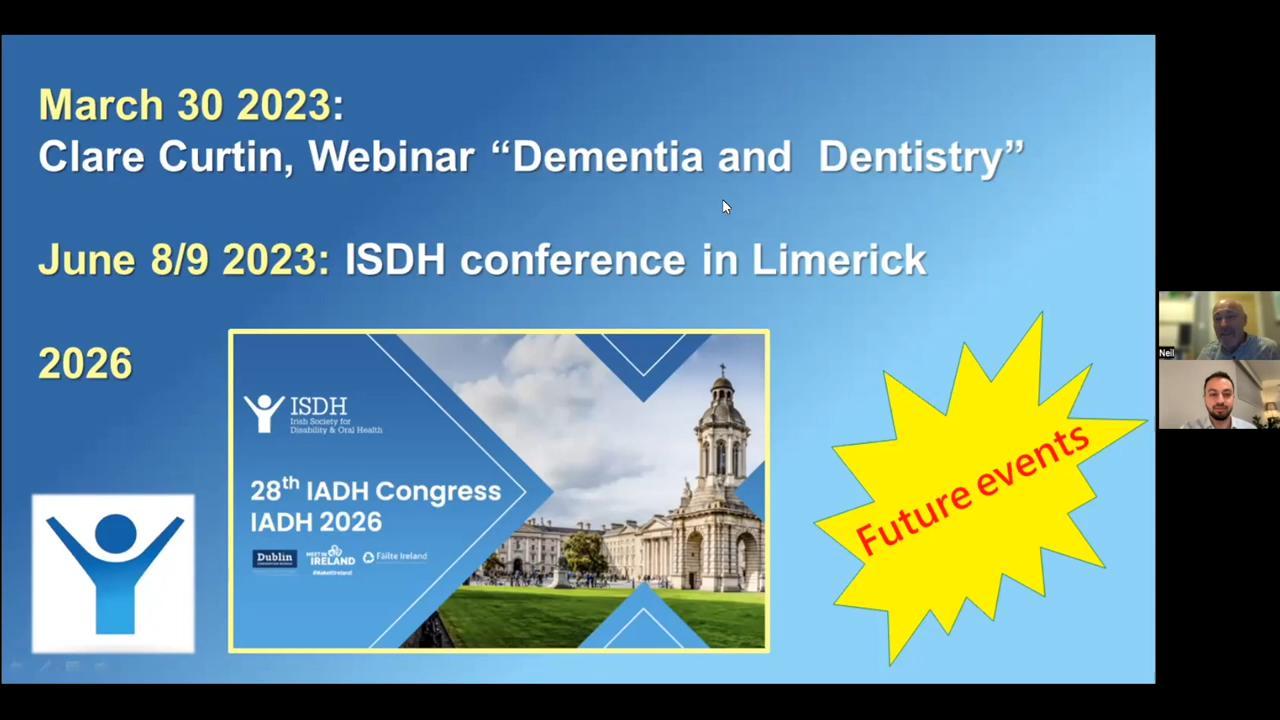 March 30 2023:
Clare Curtin, Webinar “Dementia and Dentistry”
June 8/9 2023: ISDH conference in Limerick
2026
ISDH
Irish Society for
Disability & Oral Health
28th IADH Congress
IADH 2026
Dublin
MEET IN
IRELAND
#MakeItIreland
Fáilte Ireland
Future events
Neil